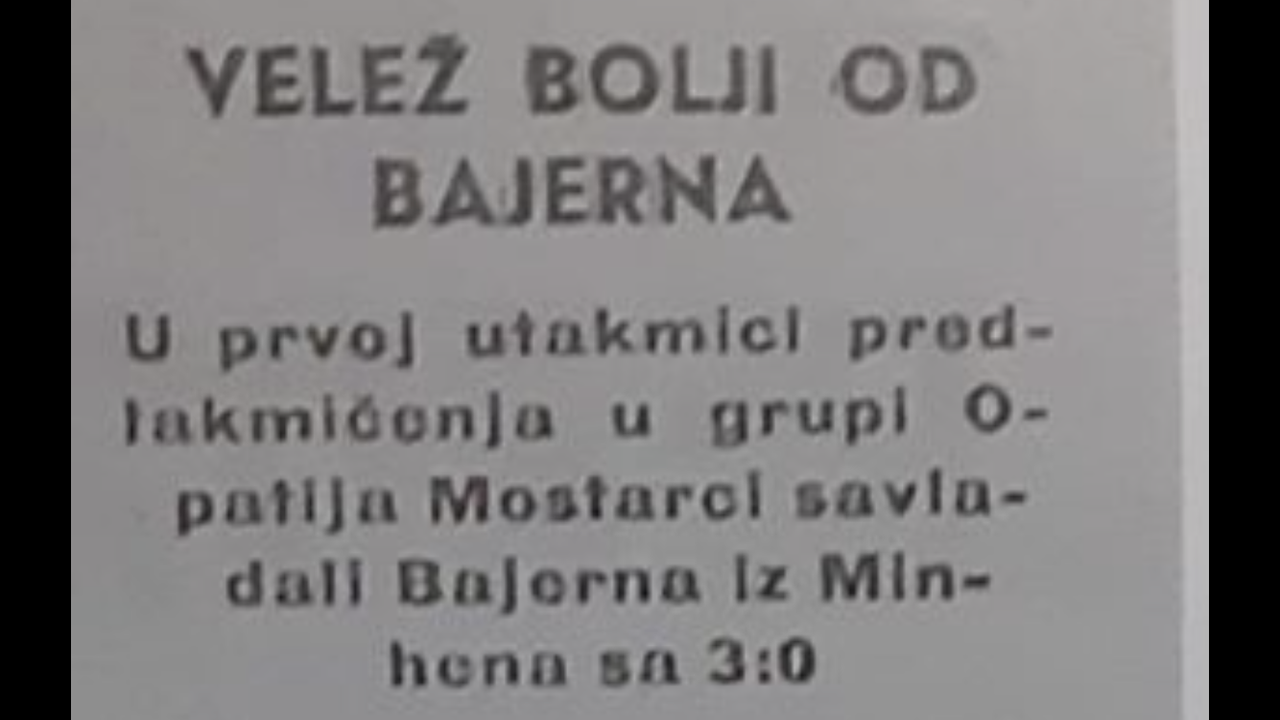 VELEŽ BOLJI OD
BAJERNA
U prvoj utakmici pred-
takmičenja u grupi O-
patija Mostarci savla-
dali Bajerna iz Min-
hena sa 3:0